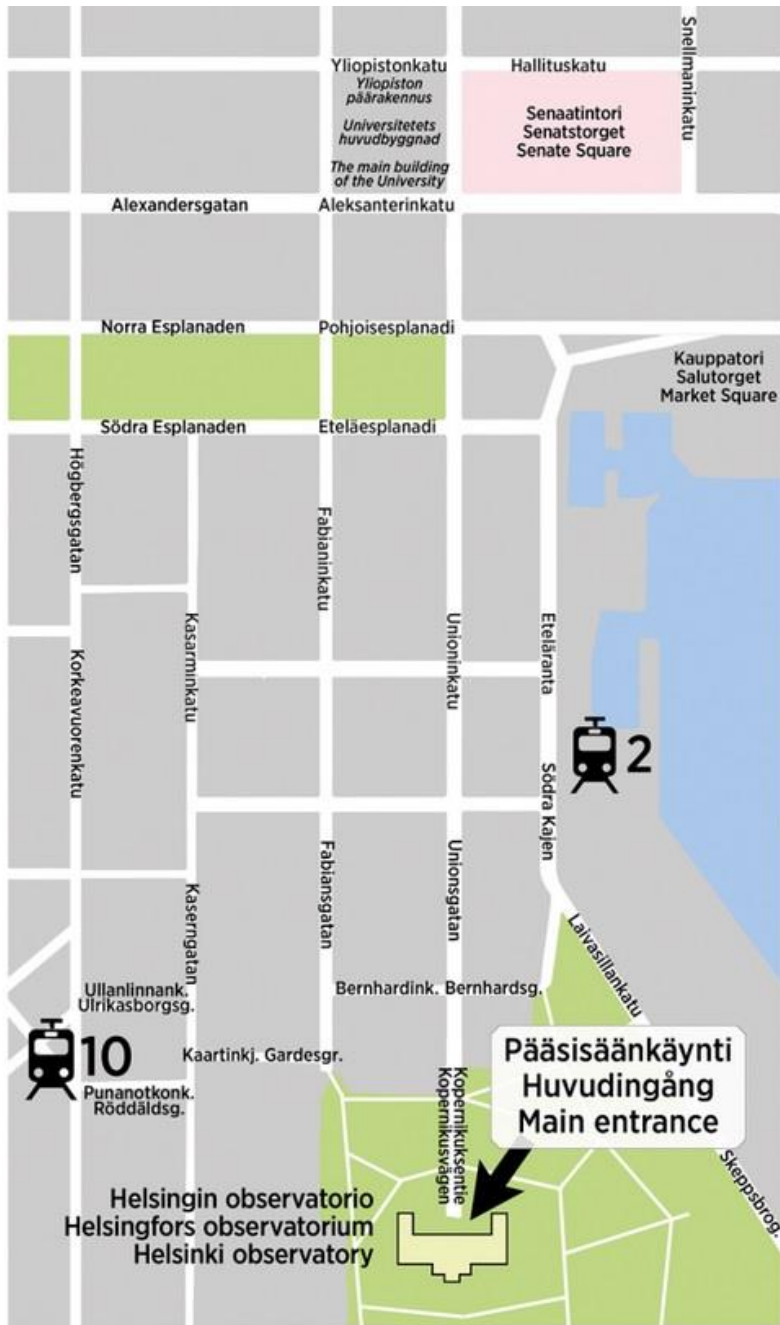 Snellmaninkatu
Yliopistonkatu
Hallituskatu
Yliopiston
päärakennus
Universitetets
huvudbyggnad
The main building
of the University
Senaatintori
Senatstorget
Senate Square
Alexandersgatan
Aleksanterinkatu
Norra Esplanaden
Pohjoisesplanadi
Kauppatori
Salutorget
Market Square
Södra Esplanaden
Eteläesplanadi
Högbergsgatan
Fabianinkatu
Kasarminkatu
Unioninkatu
Eteläranta
Korkeavuorenkatu
2
Södra Kajen
Fabiansgatan
Unionsgatan
Kaserngatan
Laivasillankatu
Ullanlinnank.
Ulrikasborgsg.
Bernhardink. Bernhardsg.
10
Kaartinkj. Gardesgr.
Punanotkonk.
Röddäldsg.
Kopernikuksentie
Kopernikusvägen
Pääsisäänkäynti
Huvudingång
Main entrance
Skeppsbrog.
Helsingin observatorio
Helsingfors observatorium
Helsinki observatory